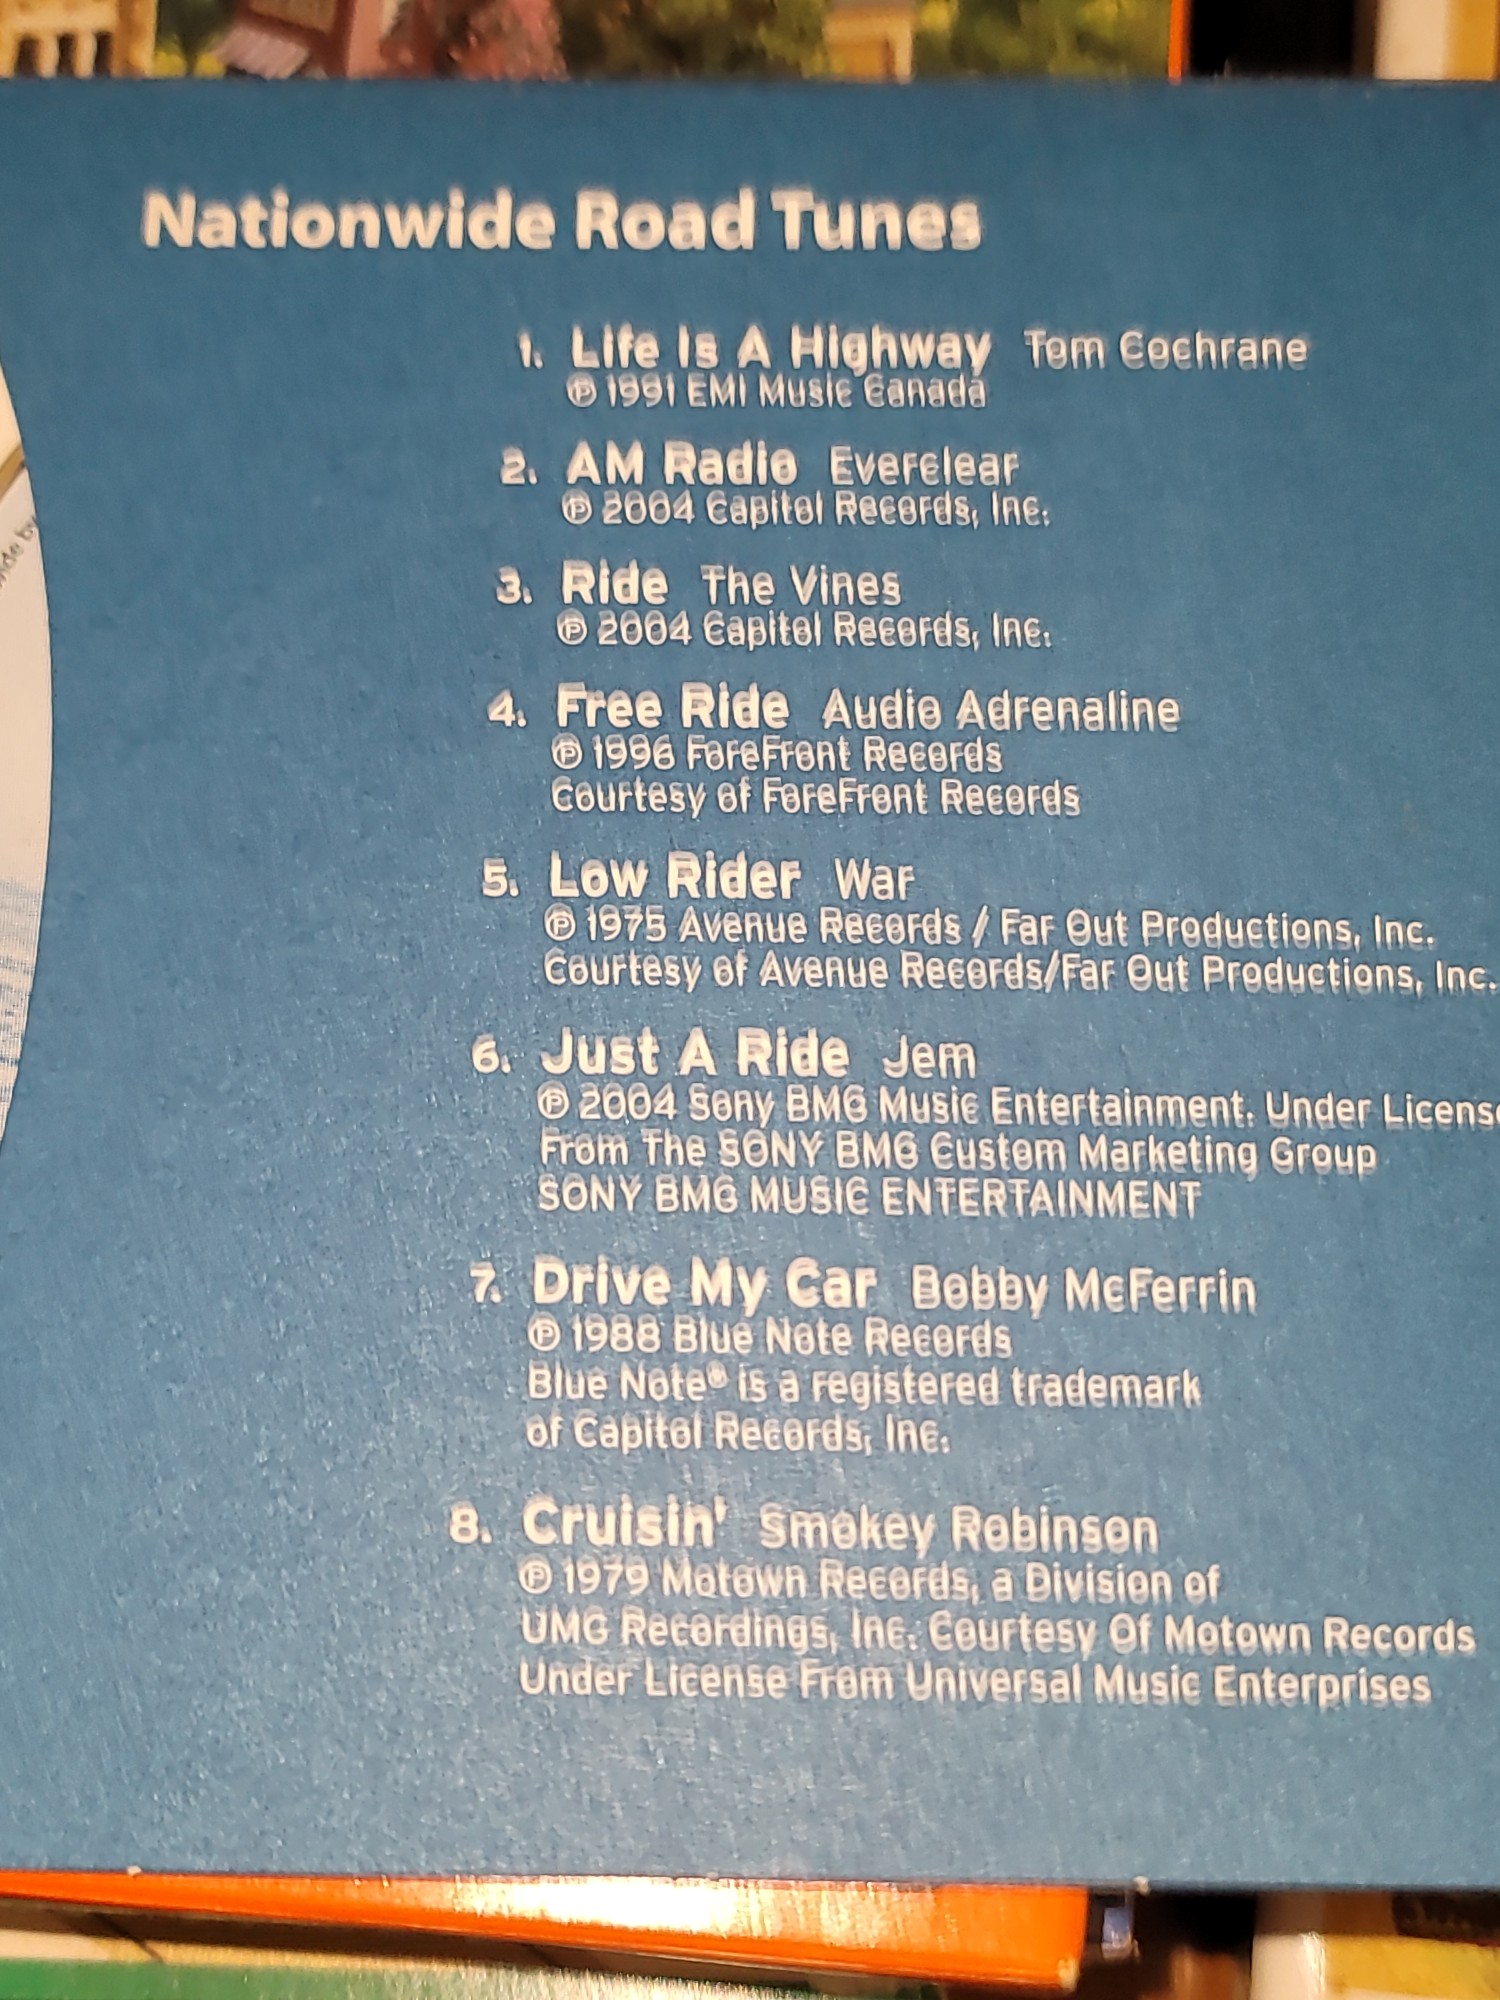 Nationwide Road Tunes
1. Life Is A Highway Tom Cochrane
℗ 1991 EMI Music Canada
2. AM Radio Everclear
℗ 2004 Capitol Records, Inc.
3. Ride The Vines
℗ 2004 Capitol Records, Inc.
4. Free Ride Audio Adrenaline
℗ 1996 ForeFront Records
Courtesy of ForeFront Records
5. Low Rider War
℗ 1975 Avenue Records / Far Out Productions, Inc.
Courtesy of Avenue Records/Far Out Productions, Inc.
6. Just A Ride Jem
℗ 2004 Sony BMG Music Entertainment. Under License
From The SONY BMG Custom Marketing Group
SONY BMG MUSIC ENTERTAINMENT
7. Drive My Car Bobby McFerrin
℗ 1988 Blue Note Records
Blue Note® is a registered trademark
of Capitol Records, Inc.
8. Cruisin' Smokey Robinson
℗ 1979 Motown Records, a Division of
UMG Recordings, Inc. Courtesy Of Motown Records
Under License From Universal Music Enterprises